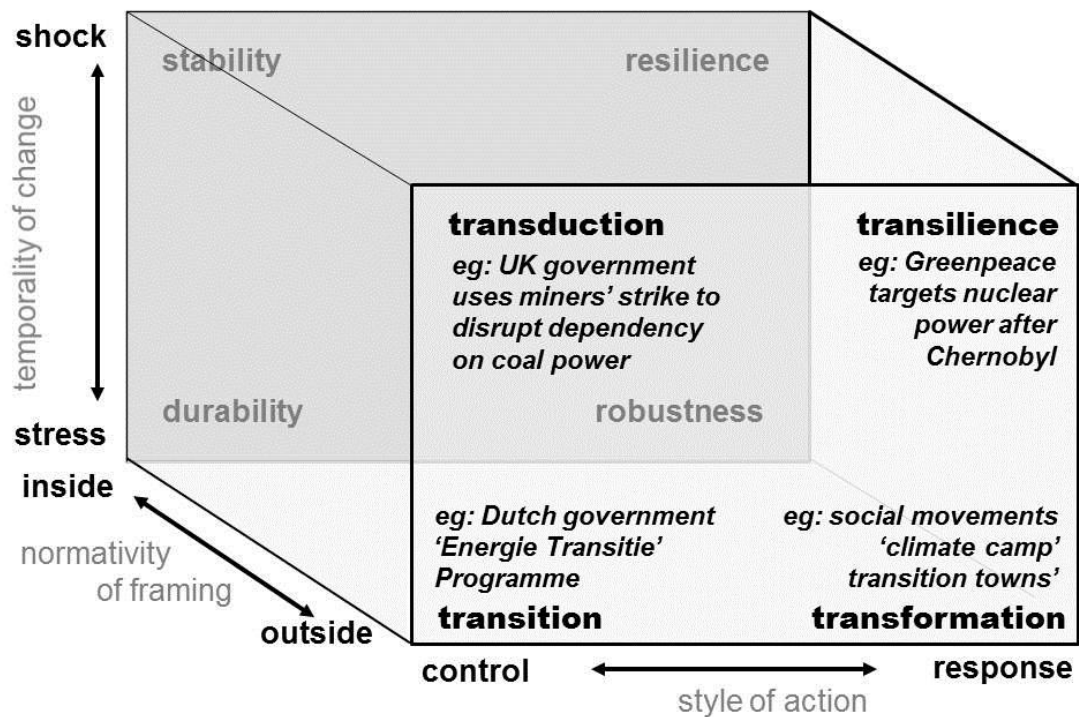 shock
stability
resilience
temporality of change
transduction
eg: UK government
uses miners’ strike to
disrupt dependency
on coal power
transilience
eg: Greenpeace
targets nuclear
power after
Chernobyl
durability
robustness
stress
inside
normativity
of framing
outside
eg: Dutch government
‘Energie Transitie’
Programme
transition
eg: social movements
‘climate camp’
transition towns’
transformation
control
response
style of action